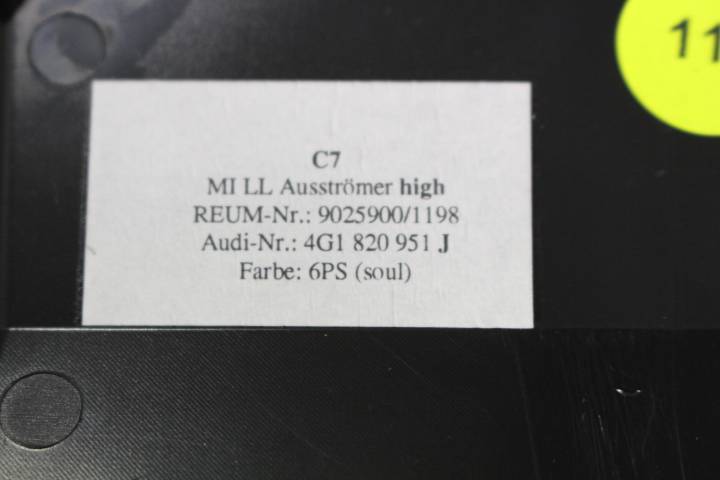 11
C7
MI LL Ausströmer high
REUM-Nr.: 9025900/1198
Audi-Nr.: 4G1 820 951 J
Farbe: 6PS (soul)